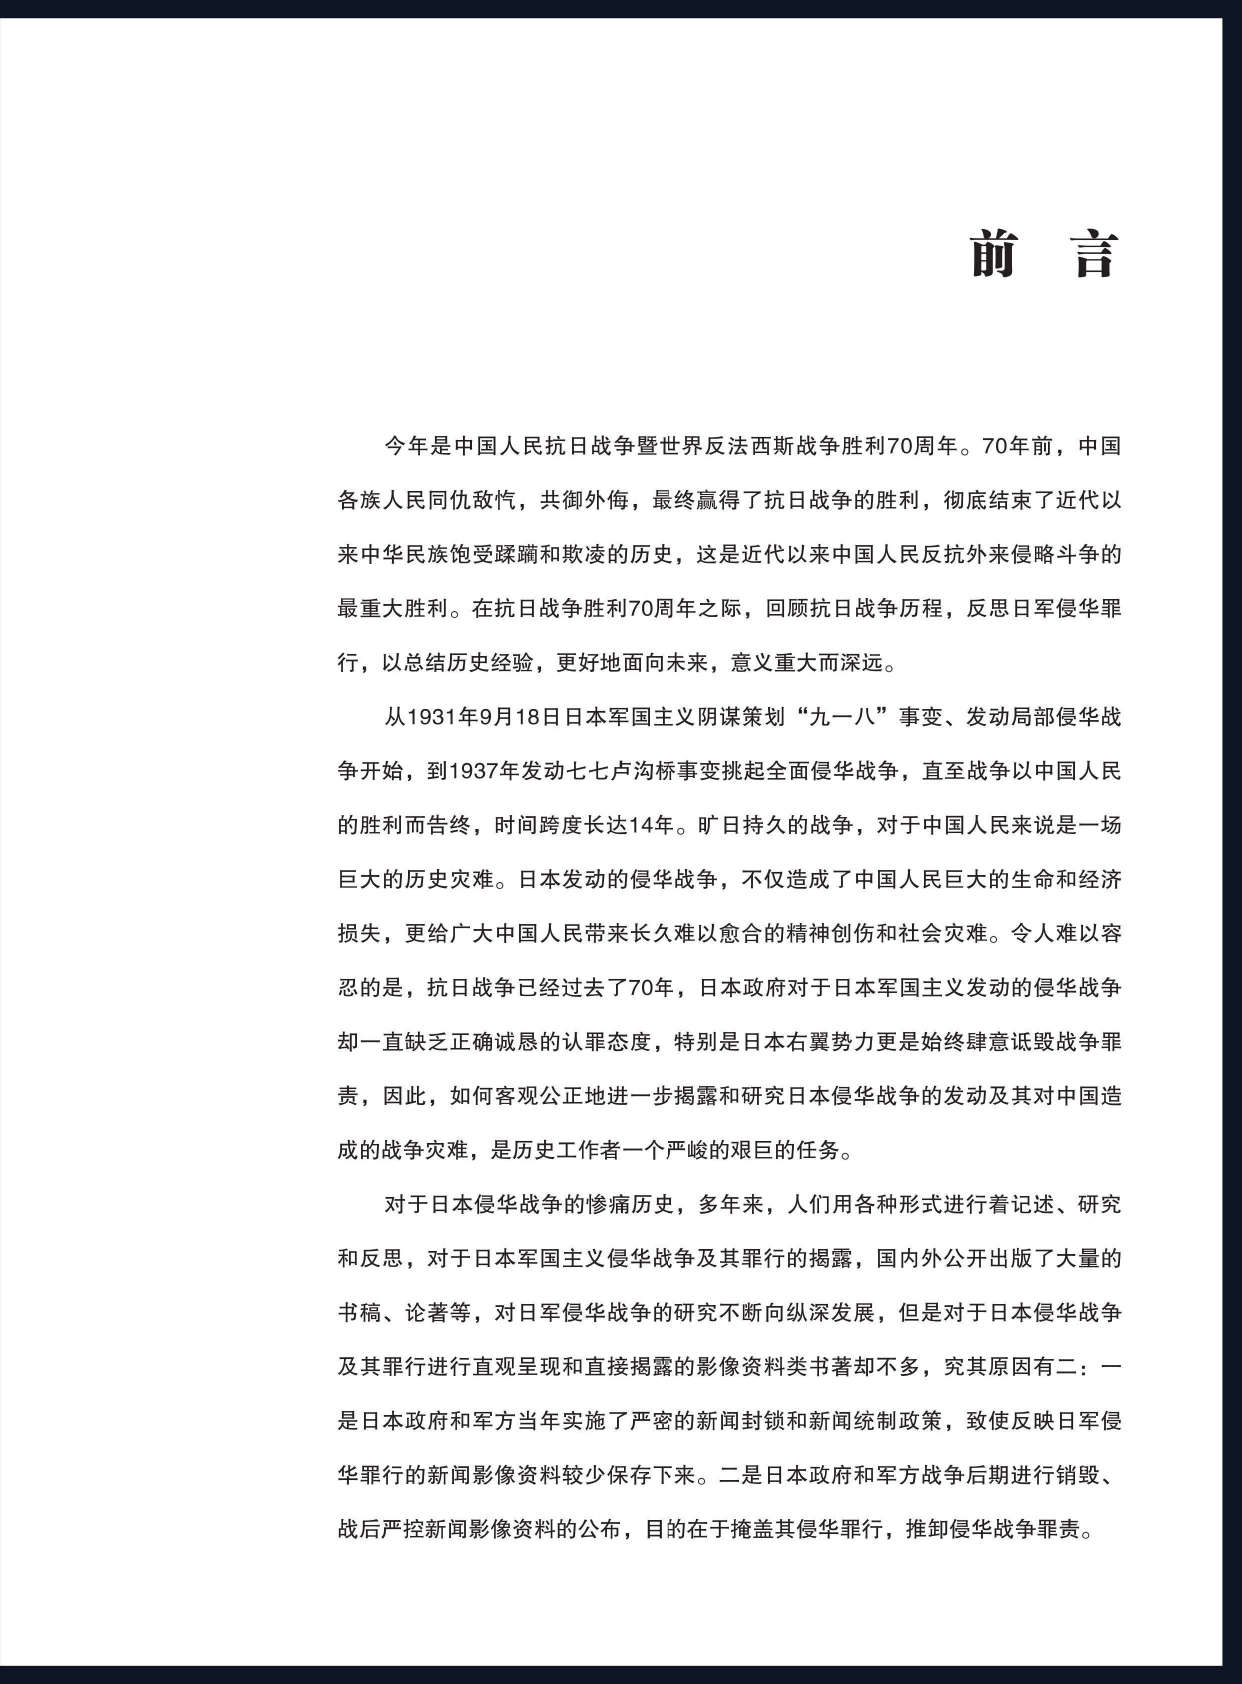 前　言
今年是中国人民抗日战争暨世界反法西斯战争胜利70周年。70年前，中国
各族人民同仇敌忾，共御外侮，最终赢得了抗日战争的胜利，彻底结束了近代以
来中华民族饱受蹂躏和欺凌的历史，这是近代以来中国人民反抗外来侵略斗争的
最重大胜利。在抗日战争胜利70周年之际，回顾抗日战争历程，反思日军侵华罪
行，以总结历史经验，更好地面向未来，意义重大而深远。
从1931年9月18日日本军国主义阴谋策划“九一八”事变、发动局部侵华战
争开始，到1937年发动七七卢沟桥事变挑起全面侵华战争，直至战争以中国人民
的胜利而告终，时间跨度长达14年。旷日持久的战争，对于中国人民来说是一场
巨大的历史灾难。日本发动的侵华战争，不仅造成了中国人民巨大的生命和经济
损失，更给广大中国人民带来长久难以愈合的精神创伤和社会灾难。令人难以容
忍的是，抗日战争已经过去了70年，日本政府对于日本军国主义发动的侵华战争
却一直缺乏正确诚恳的认罪态度，特别是日本右翼势力更是始终肆意诋毁战争罪
责，因此，如何客观公正地进一步揭露和研究日本侵华战争的发动及其对中国造
成的战争灾难，是历史工作者一个严峻的艰巨的任务。
对于日本侵华战争的惨痛历史，多年来，人们用各种形式进行着记述、研究
和反思，对于日本军国主义侵华战争及其罪行的揭露，国内外公开出版了大量的
书稿、论著等，对日军侵华战争的研究不断向纵深发展，但是对于日本侵华战争
及其罪行进行直观呈现和直接揭露的影像资料类书著却不多，究其原因有二：一
是日本政府和军方当年实施了严密的新闻封锁和新闻统制政策，致使反映日军侵
华罪行的新闻影像资料较少保存下来。二是日本政府和军方战争后期进行销毁、
战后严控新闻影像资料的公布，目的在于掩盖其侵华罪行，推卸侵华战争罪责。